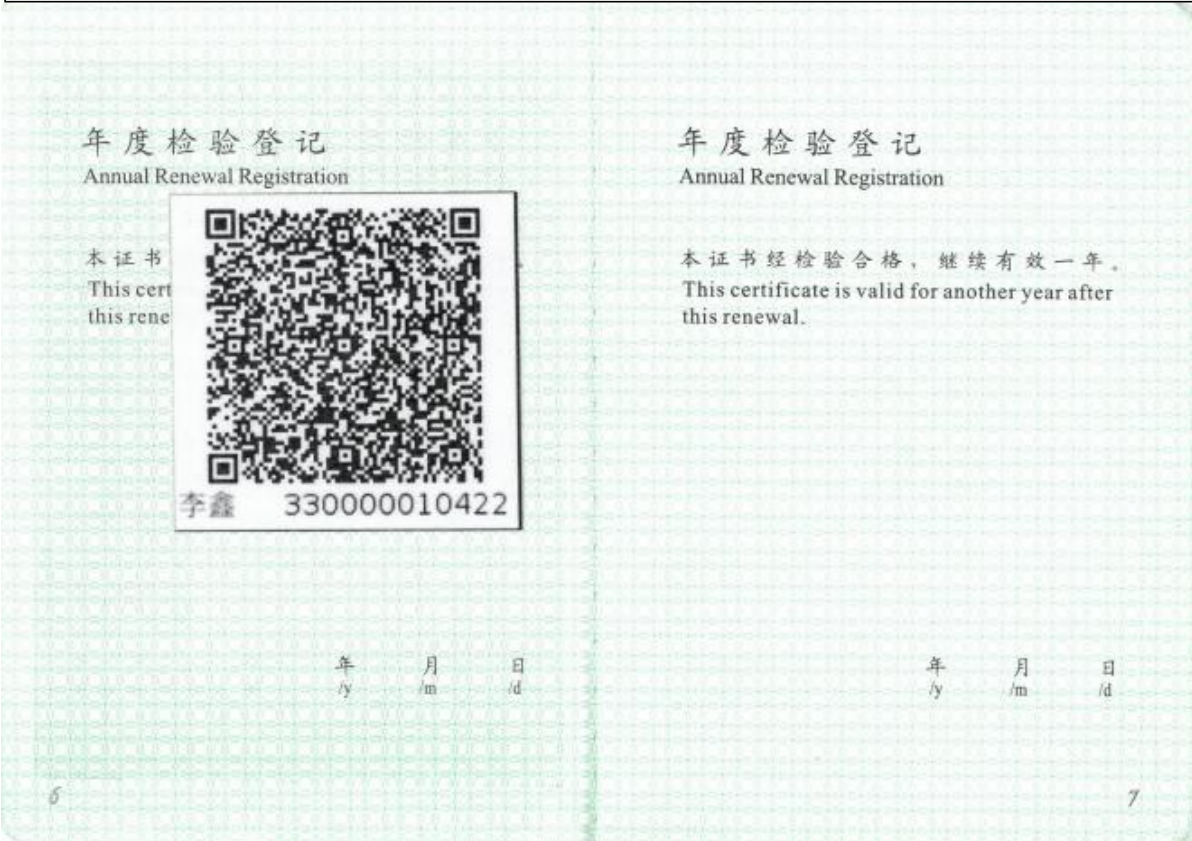 年度检验登记
Annual Renewal Registration
本证书
This cert
this rene
李鑫 330000010422
年 月 日
/y /m /d
6
年度检验登记
Annual Renewal Registration
本证书经检验合格，继续有效一年。
This certificate is valid for another year after
this renewal.
年 月 日
/y /m /d
7